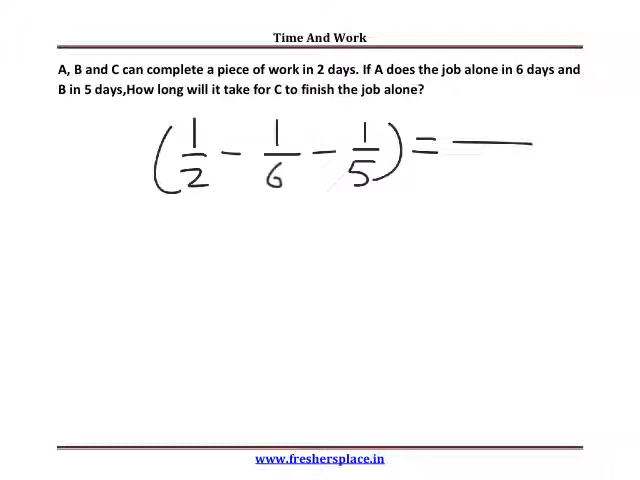 Time And Work
A, B and C can complete a piece of work in 2 days. If A does the job alone in 6 days and
B in 5 days,How long will it take for C to finish the job alone?
(1/2 - 1/6 - 1/5) =
www.freshersplace.in